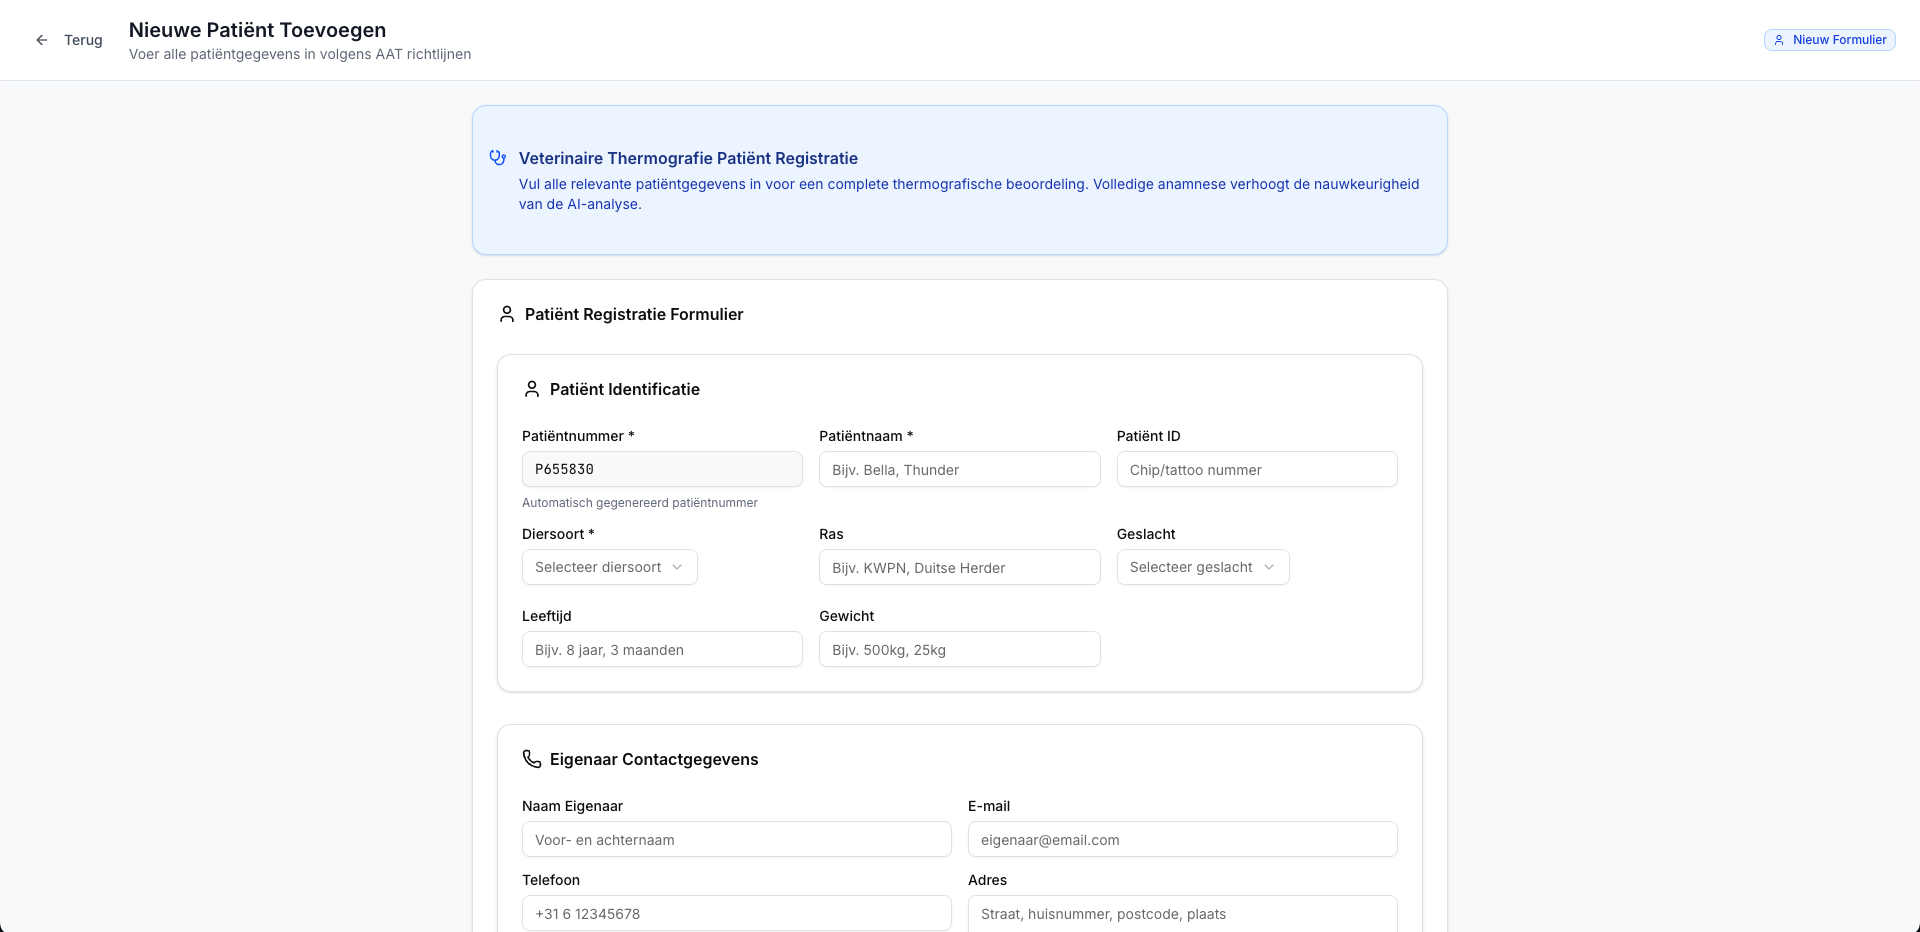 Terug
Nieuwe Patiënt Toevoegen
Voer alle patiëntgegevens in volgens AAT richtlijnen
Nieuw Formulier
Veterinaire Thermografie Patiënt Registratie
Vul alle relevante patiëntgegevens in voor een complete thermografische beoordeling. Volledige anamnese verhoogt de nauwkeurigheid
van de AI-analyse.
Patiënt Registratie Formulier
Patiënt Identificatie
Patiëntnummer *
P655830
Automatisch gegenereerd patiëntnummer
Patiëntnaam *
Bijv. Bella, Thunder
Patiënt ID
Chip/tattoo nummer
Diersoort *
Selecteer diersoort
Ras
Bijv. KWPN, Duitse Herder
Geslacht
Selecteer geslacht
Leeftijd
Bijv. 8 jaar, 3 maanden
Gewicht
Bijv. 500kg, 25kg
Eigenaar Contactgegevens
Naam Eigenaar
Voor- en achternaam
E-mail
eigenaar@email.com
Telefoon
+31 6 12345678
Adres
Straat, huisnummer, postcode, plaats